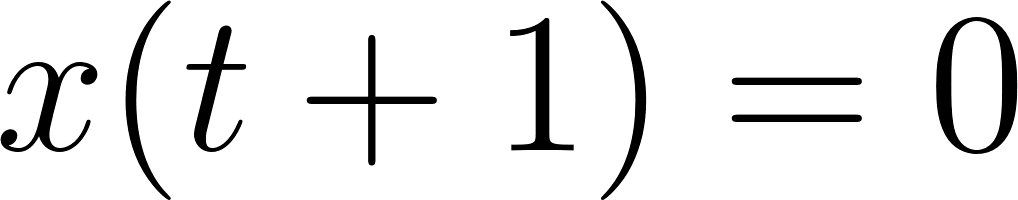 x(t + 1) = 0